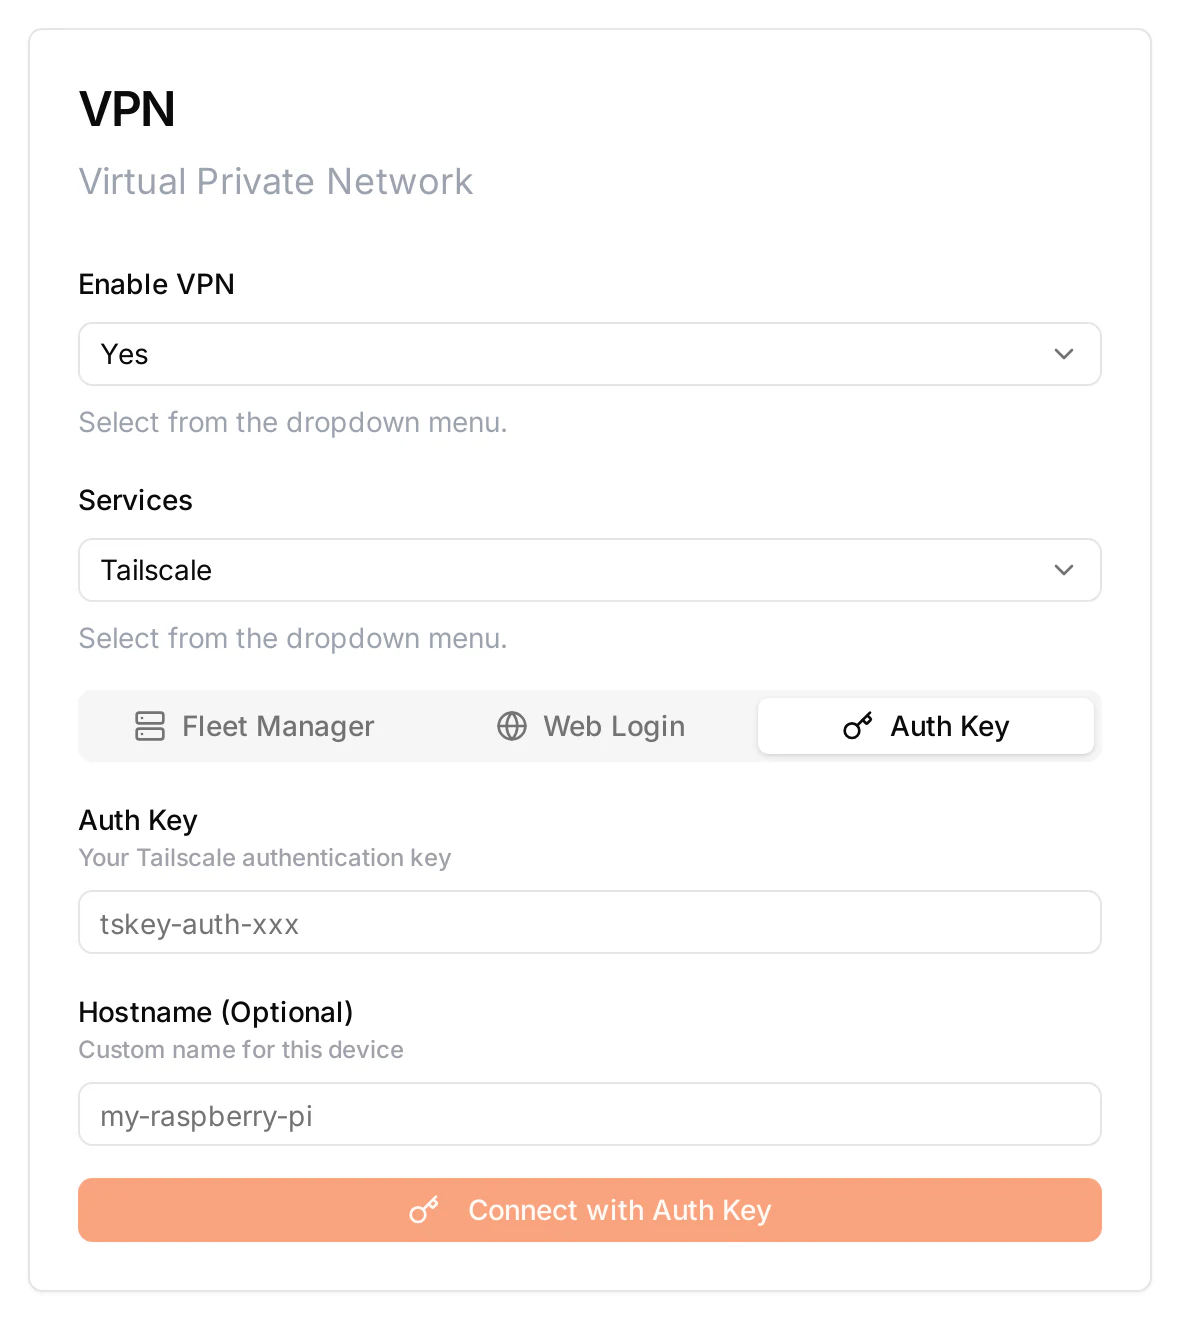 VPN
Virtual Private Network
Enable VPN
Yes
Select from the dropdown menu.
Services
Tailscale
Select from the dropdown menu.
Fleet Manager Web Login Auth Key
Auth Key
Your Tailscale authentication key
tskey-auth-xxx
Hostname (Optional)
Custom name for this device
my-raspberry-pi
Connect with Auth Key